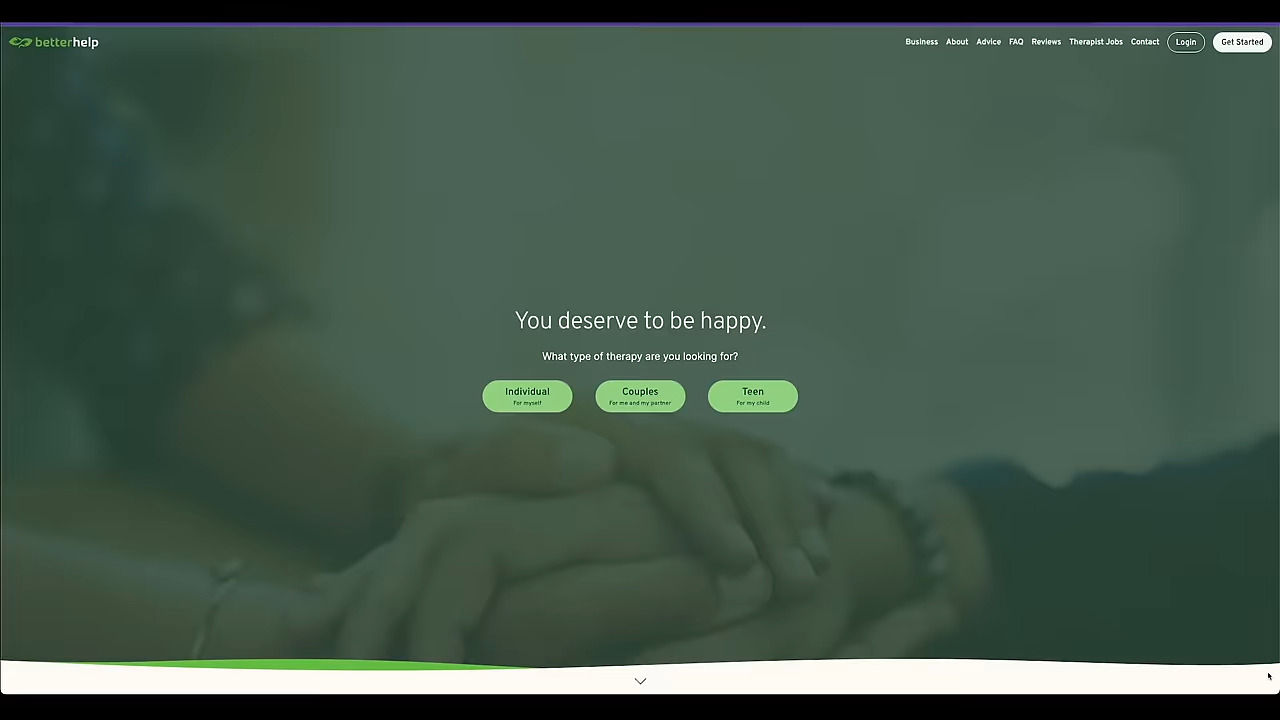 betterhelp
Business About Advice FAQ Reviews Therapist Jobs Contact Login Get Started
You deserve to be happy.
What type of therapy are you looking for?
Individual Couples Teen
For myself For me and my partner For my child